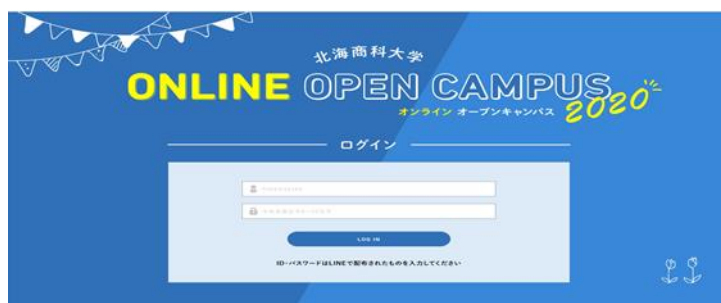 北海商科大学
ONLINE OPEN CAMPUS
オンライン オープンキャンパス
2020
ログイン
LOG IN
ID・パスワードはLINEで配布されたものを入力してください